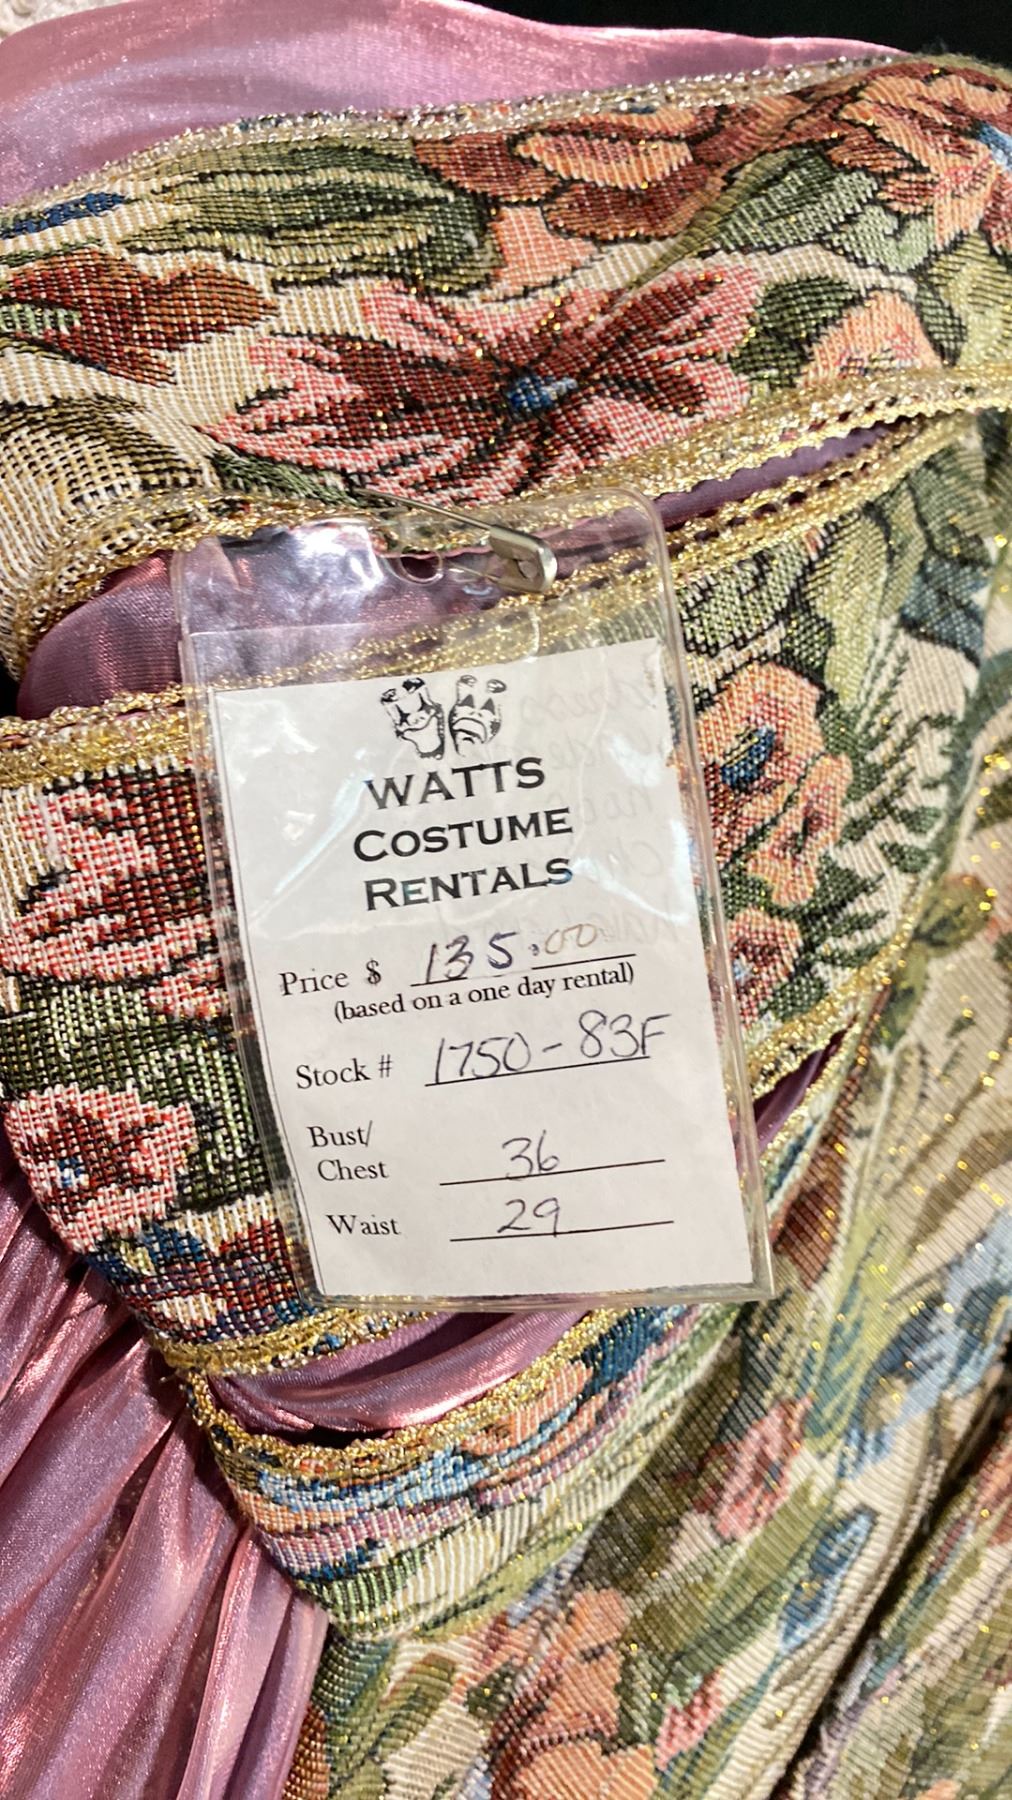 WATTS
COSTUME
RENTALS
Price $ 135.00
(based on a one day rental)
Stock # 1750-83F
Bust/
Chest 36
Waist 29